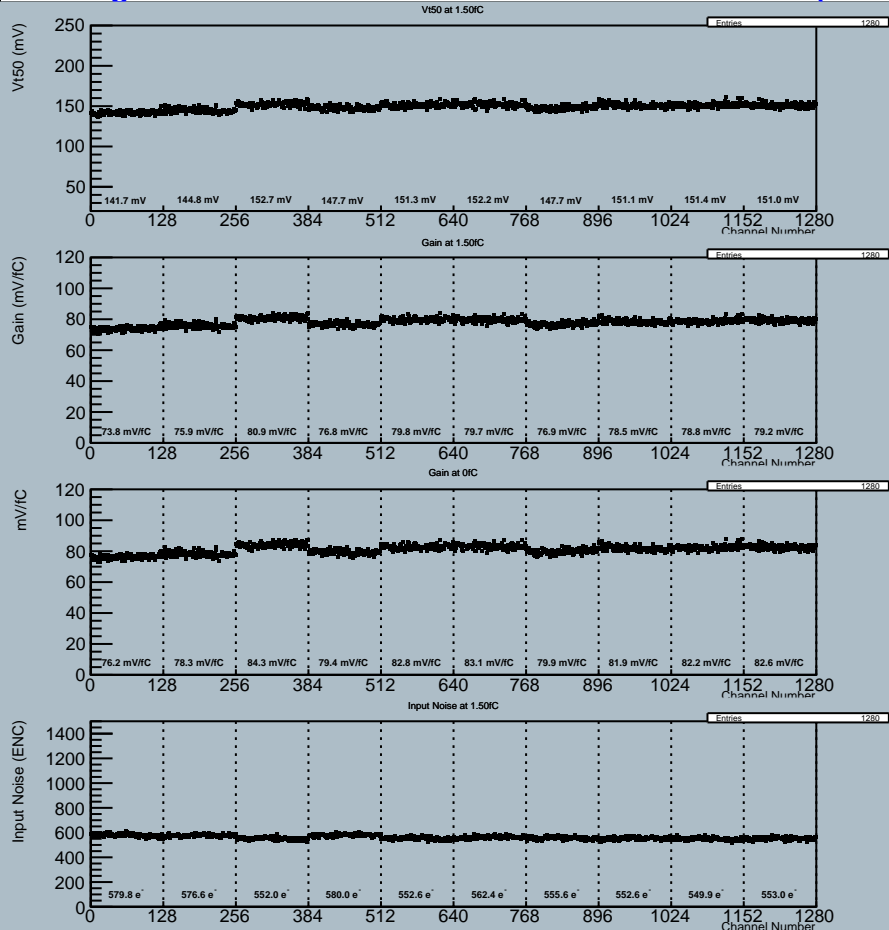 Vt50 at 1.50fC
Entries 1280
Vt50 (mV)
250
200
150
100
50
141.7 mV 144.8 mV 152.7 mV 147.7 mV 151.3 mV 152.2 mV 147.7 mV 151.1 mV 151.4 mV 151.0 mV
0 128 256 384 512 640 768 896 1024 1152 1280
Channel Number
Gain at 1.50fC
Entries 1280
Gain (mV/fC)
120
100
80
60
40
20
0
73.8 mV/fC 75.9 mV/fC 80.9 mV/fC 76.8 mV/fC 79.8 mV/fC 79.7 mV/fC 76.9 mV/fC 78.5 mV/fC 78.8 mV/fC 79.2 mV/fC
0 128 256 384 512 640 768 896 1024 1152 1280
Channel Number
Gain at 0fC
Entries 1280
mV/fC
120
100
80
60
40
20
0
76.2 mV/fC 78.3 mV/fC 84.3 mV/fC 79.4 mV/fC 82.8 mV/fC 83.1 mV/fC 79.9 mV/fC 81.9 mV/fC 82.2 mV/fC 82.6 mV/fC
0 128 256 384 512 640 768 896 1024 1152 1280
Channel Number
Input Noise at 1.50fC
Entries 1280
Input Noise (ENC)
1400
1200
1000
800
600
400
200
0
579.8 e⁻ 576.6 e⁻ 552.0 e⁻ 580.0 e⁻ 552.6 e⁻ 562.4 e⁻ 555.6 e⁻ 552.6 e⁻ 549.9 e⁻ 553.0 e⁻
0 128 256 384 512 640 768 896 1024 1152 1280
Channel Number